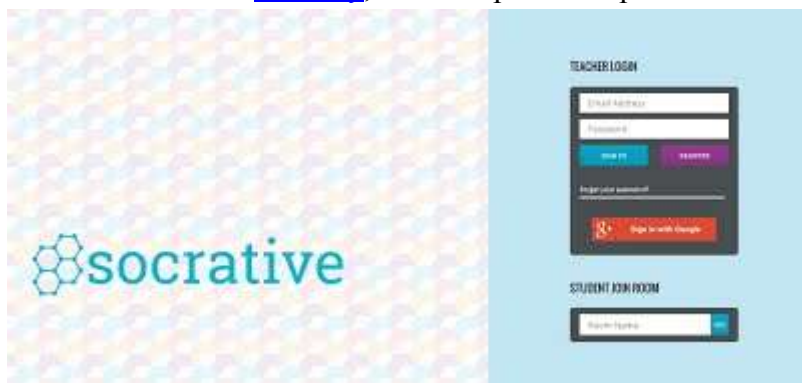 TEACHER LOGIN
Email Address
Password
SIGN IN
REGISTER
Forgot your password?
8+ Sign in with Google
socrative
STUDENT JOIN ROOM
Room Name